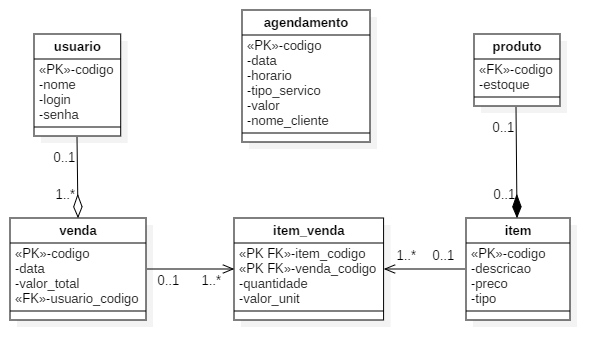 usuario
«PK»-codigo
-nome
-login
-senha
agendamento
«PK»-codigo
-data
-horario
-tipo_servico
-valor
-nome_cliente
produto
«FK»-codigo
-estoque
0..1
1..*
0..1
0..1
venda
«PK»-codigo
-data
-valor_total
«FK»-usuario_codigo
0..1
1..*
item_venda
«PK FK»-item_codigo
«PK FK»-venda_codigo
-quantidade
-valor_unit
1..*
0..1
item
«PK»-codigo
-descricao
-preco
-tipo